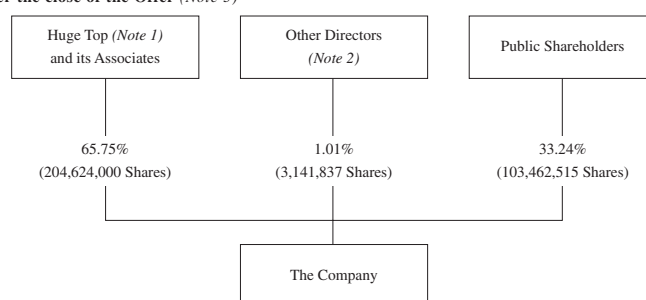 the close of the Offer (Note 3)
Huge Top (Note 1)
and its Associates
Other Directors
(Note 2)
Public Shareholders
65.75%
(204,624,000 Shares)
1.01%
(3,141,837 Shares)
33.24%
(103,462,515 Shares)
The Company